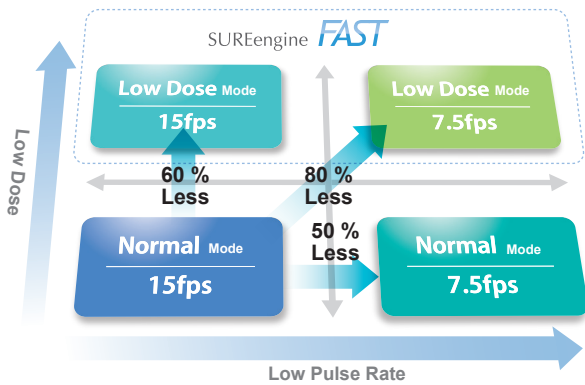 SUREengine FAST
Low Dose Mode
15fps
Low Dose Mode
7.5fps
60 %
Less
80 %
Less
50 %
Less
Normal Mode
15fps
Normal Mode
7.5fps
Low Dose
Low Pulse Rate